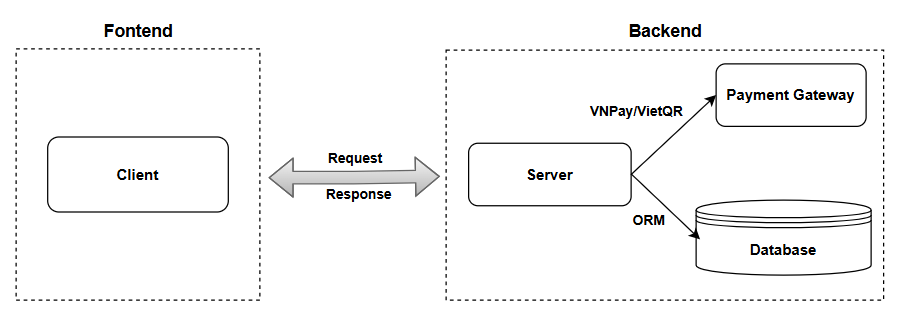 Fontend
Backend
Client
Request
Response
Server
VNPay/VietQR
Payment Gateway
ORM
Database